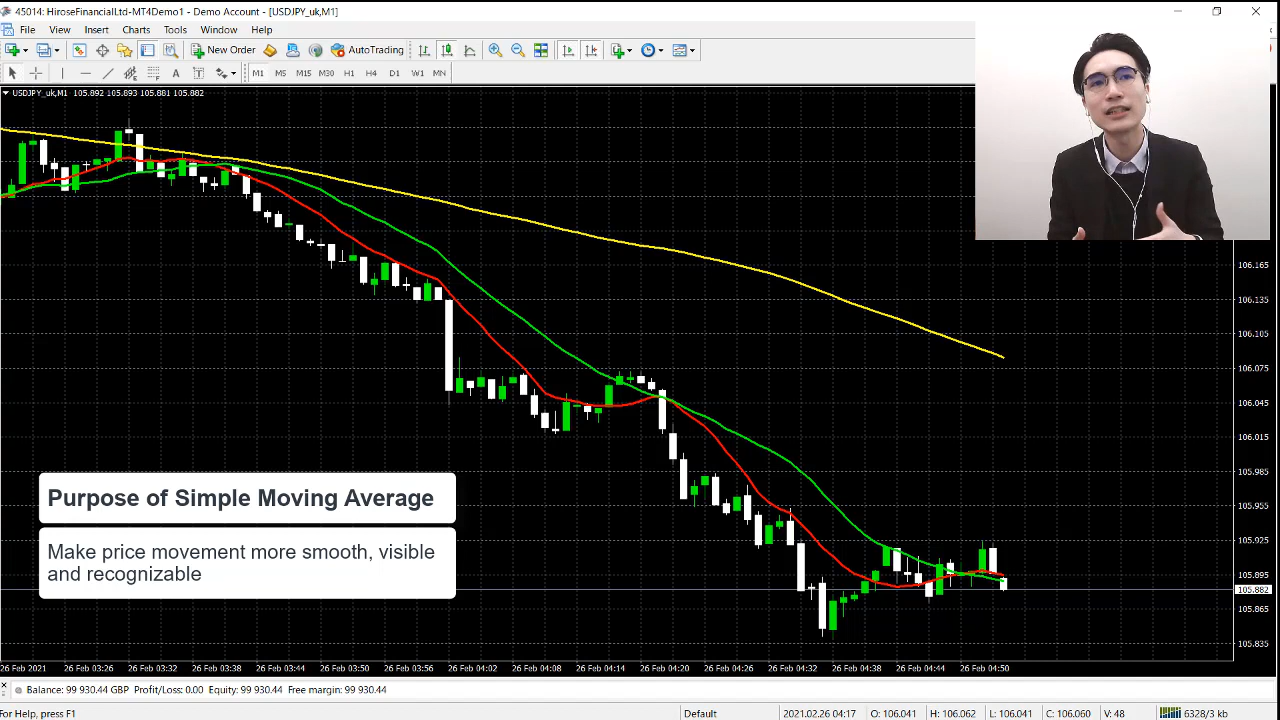 45014: HiroseFinancialLtd-MT4Demo1 - Demo Account - [USDJPY_uk,M1]
File View Insert Charts Tools Window Help
New Order AutoTrading
A T M1 M5 M15 M30 H1 H4 D1 W1 MN
USDJPY_uk,M1 105.892 105.893 105.881 105.882
106.165
106.135
106.075
106.045
106.015
105.985
105.955
105.925
105.895
105.882
105.865
105.835
Purpose of Simple Moving Average
Make price movement more smooth, visible
and recognizable
26 Feb 2021 26 Feb 03:26 26 Feb 03:32 26 Feb 03:38 26 Feb 03:44 26 Feb 03:50 26 Feb 03:56 26 Feb 04:02 26 Feb 04:08 26 Feb 04:14 26 Feb 04:20 26 Feb 04:26 26 Feb 04:32 26 Feb 04:38 26 Feb 04:44 26 Feb 04:50
Balance: 99 930.44 GBP Profit/Loss: 0.00 Equity: 99 930.44 Free margin: 99 930.44
For Help, press F1 Default 2021.02.26 04:17 O: 106.041 H: 106.062 L: 106.041 C: 106.060 V: 48 6328/3 kb